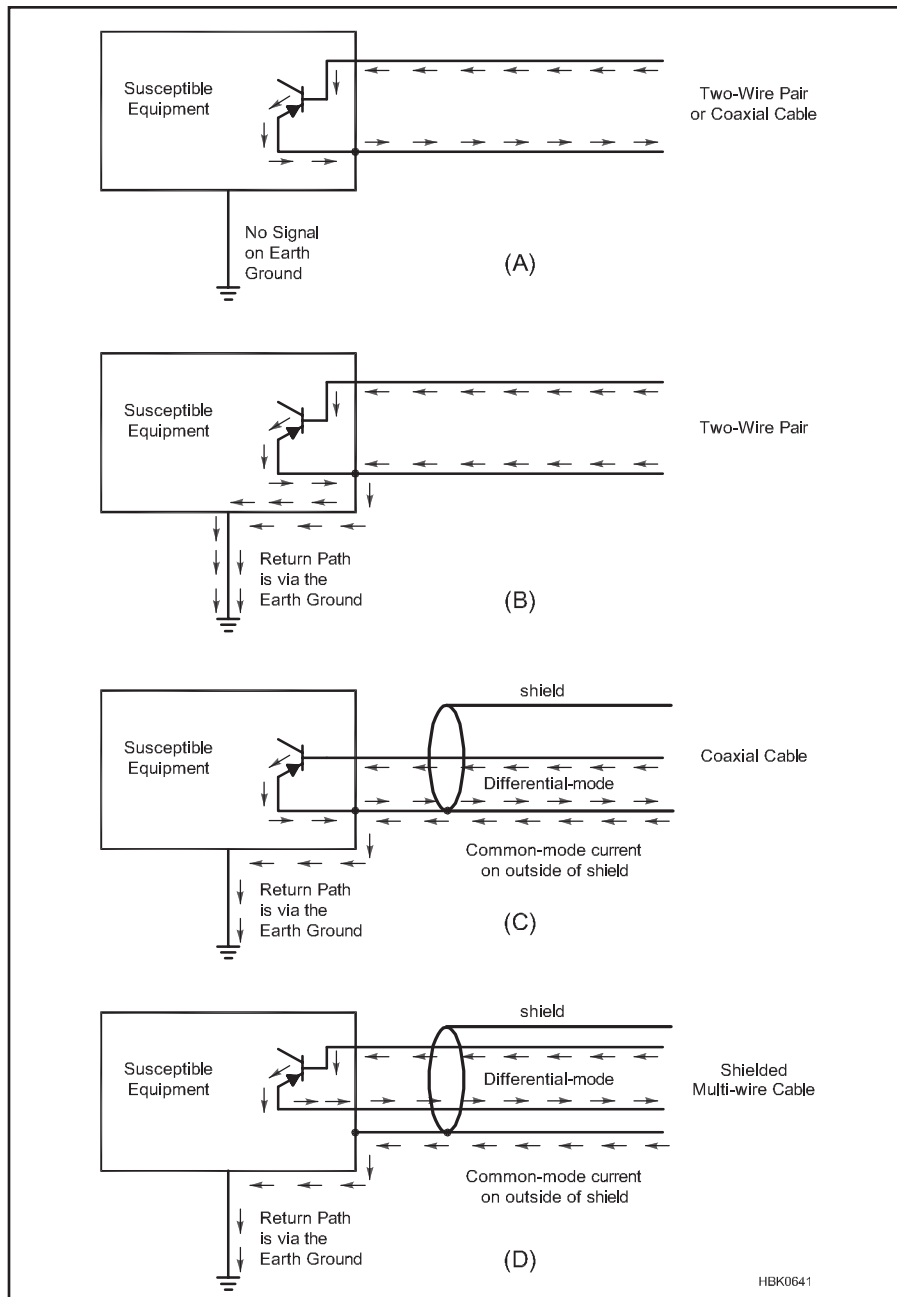 Susceptible
Equipment
Two-Wire Pair
or Coaxial Cable
No Signal
on Earth
Ground
(A)
Susceptible
Equipment
Two-Wire Pair
Return Path
is via the
Earth Ground
(B)
shield
Susceptible
Equipment
Coaxial Cable
Differential-mode
Common-mode current
on outside of shield
Return Path
is via the
Earth Ground
(C)
shield
Susceptible
Equipment
Differential-mode
Shielded
Multi-wire Cable
Common-mode current
on outside of shield
Return Path
is via the
Earth Ground
(D)
HBK0641